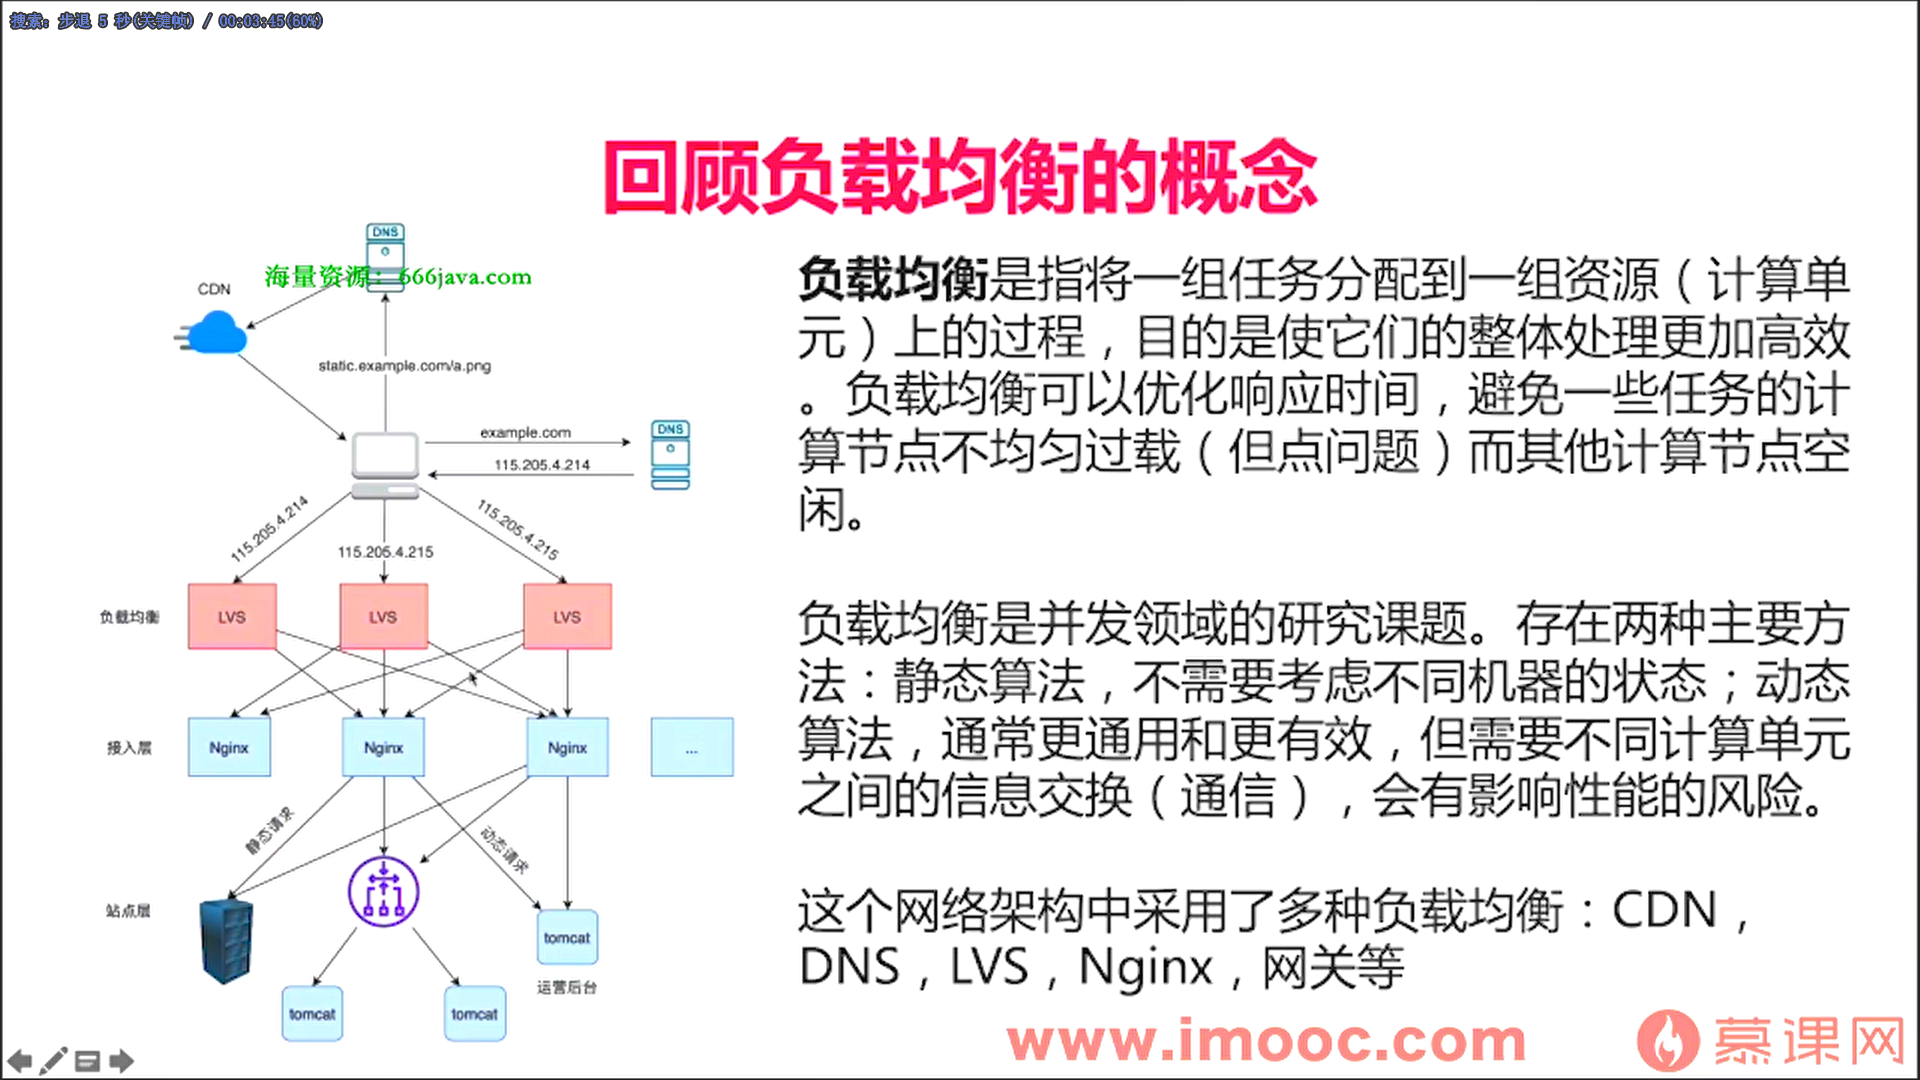 搜索: 步退 5 秒(关键帧) / 00:03:45(60%)
回顾负载均衡的概念
DNS
海量资源：666java.com
CDN
static.example.com/a.png
example.com
DNS
115.205.4.214
115.205.4.214
115.205.4.215
115.205.4.215
负载均衡
LVS
LVS
LVS
接入层
Nginx
Nginx
Nginx
...
静态请求
动态请求
站点层
tomcat
运营后台
tomcat
tomcat
负载均衡是指将一组任务分配到一组资源（计算单
元）上的过程，目的是使它们的整体处理更加高效
。负载均衡可以优化响应时间，避免一些任务的计
算节点不均匀过载（但点问题）而其他计算节点空
闲。
负载均衡是并发领域的研究课题。存在两种主要方
法：静态算法，不需要考虑不同机器的状态；动态
算法，通常更通用和更有效，但需要不同计算单元
之间的信息交换（通信），会有影响性能的风险。
这个网络架构中采用了多种负载均衡：CDN，
DNS，LVS，Nginx，网关等
www.imooc.com
慕课网